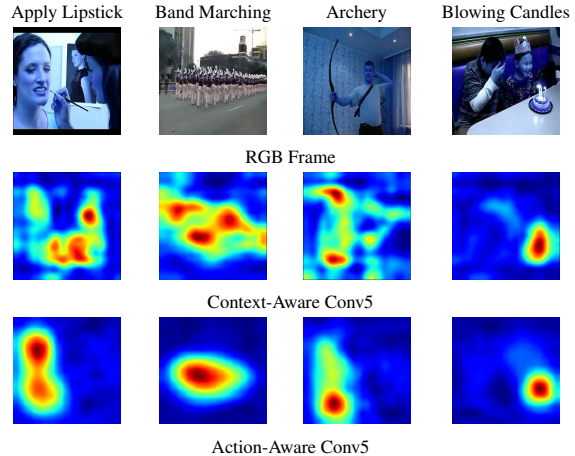 Apply Lipstick Band Marching Archery Blowing Candles
RGB Frame
Context-Aware Conv5
Action-Aware Conv5